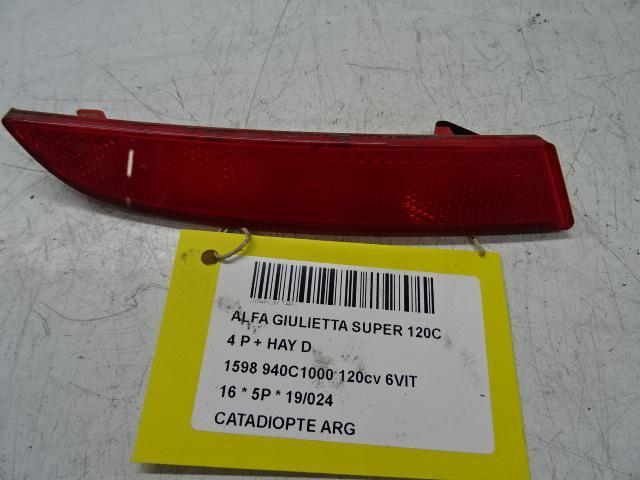 ALFA GIULIETTA SUPER 120C
4 P + HAY D
1598 940C1000 120cv 6VIT
16 * 5P * 19/024
CATADIOPTE ARG